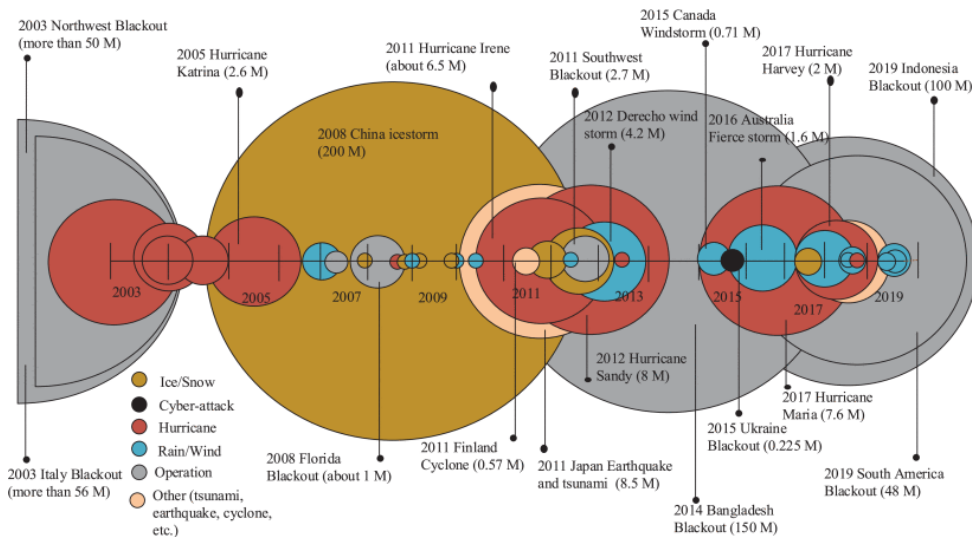 2003 Northwest Blackout
(more than 50 M)
2005 Hurricane
Katrina (2.6 M)
2011 Hurricane Irene
(about 6.5 M)
2008 China icestorm
(200 M)
2011 Southwest
Blackout (2.7 M)
2012 Derecho wind
storm (4.2 M)
2015 Canada
Windstorm (0.71 M)
2017 Hurricane
Harvey (2 M)
2016 Australia
Fierce storm (1.6 M)
2019 Indonesia
Blackout (100 M)
2003
2005
2007
2009
2011
2013
2015
2017
2019
Ice/Snow
Cyber-attack
Hurricane
Rain/Wind
Operation
Other (tsunami,
earthquake, cyclone,
etc.)
2003 Italy Blackout
(more than 56 M)
2008 Florida
Blackout (about 1 M)
2011 Finland
Cyclone (0.57 M)
2011 Japan Earthquake
and tsunami (8.5 M)
2012 Hurricane
Sandy (8 M)
2014 Bangladesh
Blackout (150 M)
2015 Ukraine
Blackout (0.225 M)
2017 Hurricane
Maria (7.6 M)
2019 South America
Blackout (48 M)